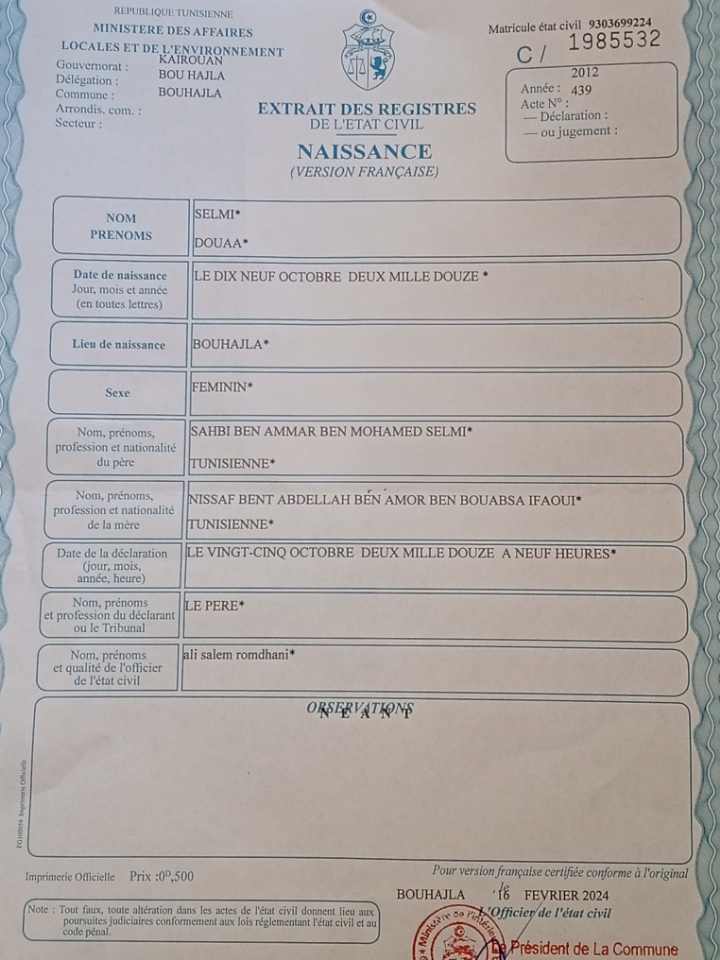 REPUBLIQUE TUNISIENNE
MINISTERE DES AFFAIRES
LOCALES ET DE L'ENVIRONNEMENT
Gouvernorat : KAIROUAN
Délégation : BOU HAJLA
Commune : BOUHAJLA
Arrondis. com. :
Secteur :
Matricule état civil 9303699224
C / 1985532
2012
Année : 439
Acte N° :
— Déclaration :
— ou jugement :
EXTRAIT DES REGISTRES
DE L'ETAT CIVIL
NAISSANCE
(VERSION FRANÇAISE)
NOM
PRENOMS
SELMI*
DOUAA*
Date de naissance
Jour, mois et année
(en toutes lettres)
LE DIX NEUF OCTOBRE DEUX MILLE DOUZE *
Lieu de naissance
BOUHAJLA*
Sexe
FEMININ*
Nom, prénoms,
profession et nationalité
du père
SAHBI BEN AMMAR BEN MOHAMED SELMI*
TUNISIENNE*
Nom, prénoms,
profession et nationalité
de la mère
NISSAF BENT ABDELLAH BEN AMOR BEN BOUABSA IFAOUI*
TUNISIENNE*
Date de la déclaration
(jour, mois,
année, heure)
LE VINGT-CINQ OCTOBRE DEUX MILLE DOUZE A NEUF HEURES*
Nom, prénoms
et profession du déclarant
ou le Tribunal
LE PERE*
Nom, prénoms
et qualité de l'officier
de l'état civil
ali salem romdhani*
OBSERVATIONS
N E A N T
Imprimerie Officielle
Imprimerie Officielle Prix :0ᴰ,500
Pour version française certifiée conforme à l'original
BOUHAJLA le 16 FEVRIER 2024
L'Officier de l'état civil
Note : Tout faux, toute altération dans les actes de l'état civil donnent lieu aux
poursuites judiciaires conformement aux lois réglementant l'état civil et au
code pénal.
Ministère de l'intérieur
Le Président de La Commune